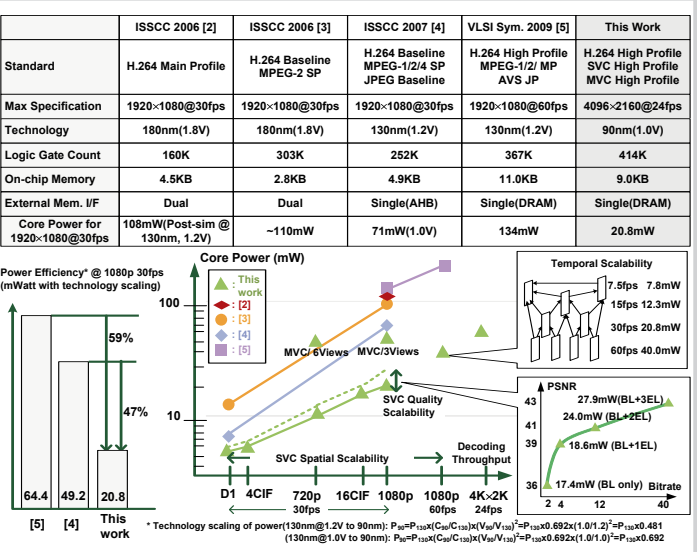 ISSCC 2006 [2] ISSCC 2006 [3] ISSCC 2007 [4] VLSI Sym. 2009 [5] This Work
Standard H.264 Main Profile H.264 Baseline MPEG-2 SP H.264 Baseline MPEG-1/2/4 SP JPEG Baseline H.264 High Profile MPEG-1/2/ MP AVS JP H.264 High Profile SVC High Profile MVC High Profile
Max Specification 1920×1080@30fps 1920×1080@30fps 1920×1080@30fps 1920×1080@60fps 4096×2160@24fps
Technology 180nm(1.8V) 180nm(1.8V) 130nm(1.2V) 130nm(1.2V) 90nm(1.0V)
Logic Gate Count 160K 303K 252K 367K 414K
On-chip Memory 4.5KB 2.8KB 4.9KB 11.0KB 9.0KB
External Mem. I/F Dual Dual Single(AHB) Single(DRAM) Single(DRAM)
Core Power for 1920×1080@30fps 108mW(Post-sim @ 130nm, 1.2V) ~110mW 71mW(1.0V) 134mW 20.8mW
Power Efficiency* @ 1080p 30fps
(mWatt with technology scaling)
59%
47%
64.4 49.2 20.8
[5] [4] This work
Core Power (mW)
100
10
: This work
: [2]
: [3]
: [4]
: [5]
MVC/ 6Views MVC/3Views
SVC Quality
Scalability
SVC Spatial Scalability
Decoding
Throughput
D1 4CIF 720p 16CIF 1080p 1080p 4K×2K
30fps 60fps 24fps
Temporal Scalability
7.5fps 7.8mW
15fps 12.3mW
30fps 20.8mW
60fps 40.0mW
PSNR
43
41
39
36
27.9mW(BL+3EL)
24.0mW (BL+2EL)
18.6mW (BL+1EL)
17.4mW (BL only) Bitrate
2 4 12 40
* Technology scaling of power(130nm@1.2V to 90nm): P₉₀=P₁₃₀x(C₉₀/C₁₃₀)x(V₉₀/V₁₃₀)²=P₁₃₀x0.692x(1.0/1.2)²=P₁₃₀x0.481
(130nm@1.0V to 90nm): P₉₀=P₁₃₀x(C₉₀/C₁₃₀)x(V₉₀/V₁₃₀)²=P₁₃₀x0.692x(1.0/1.0)²=P₁₃₀x0.692